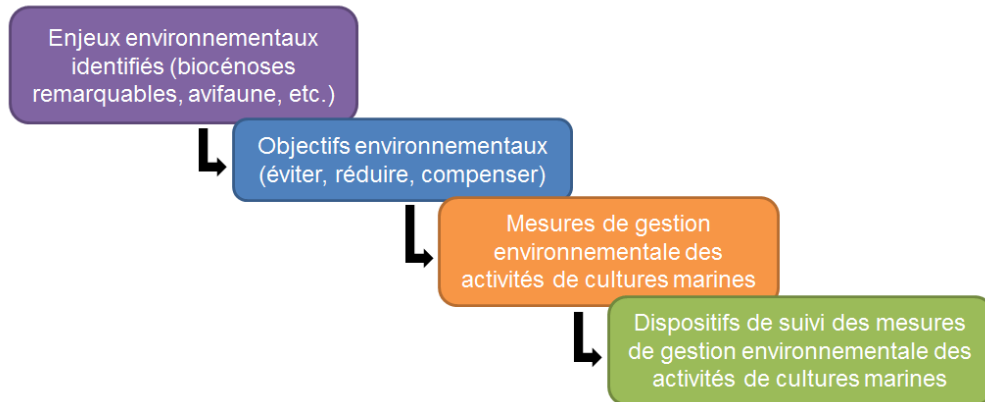 Enjeux environnementaux
identifiés (biocénoses
remarquables, avifaune, etc.)
Objectifs environnementaux
(éviter, réduire, compenser)
Mesures de gestion
environnementale des
activités de cultures marines
Dispositifs de suivi des mesures
de gestion environnementale des
activités de cultures marines